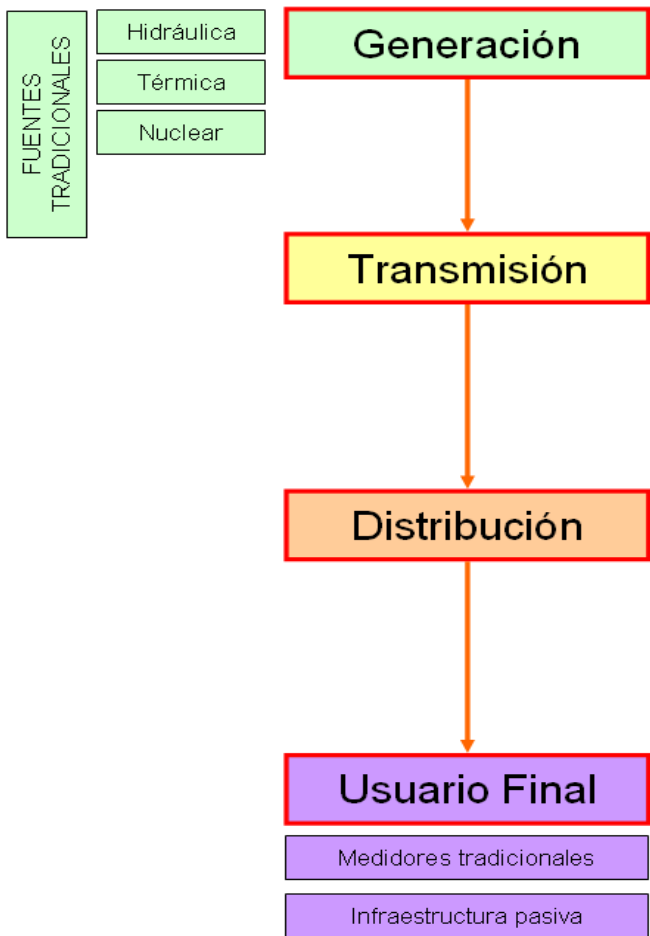 FUENTES
TRADICIONALES
Hidráulica
Térmica
Nuclear
Generación
Transmisión
Distribución
Usuario Final
Medidores tradicionales
Infraestructura pasiva